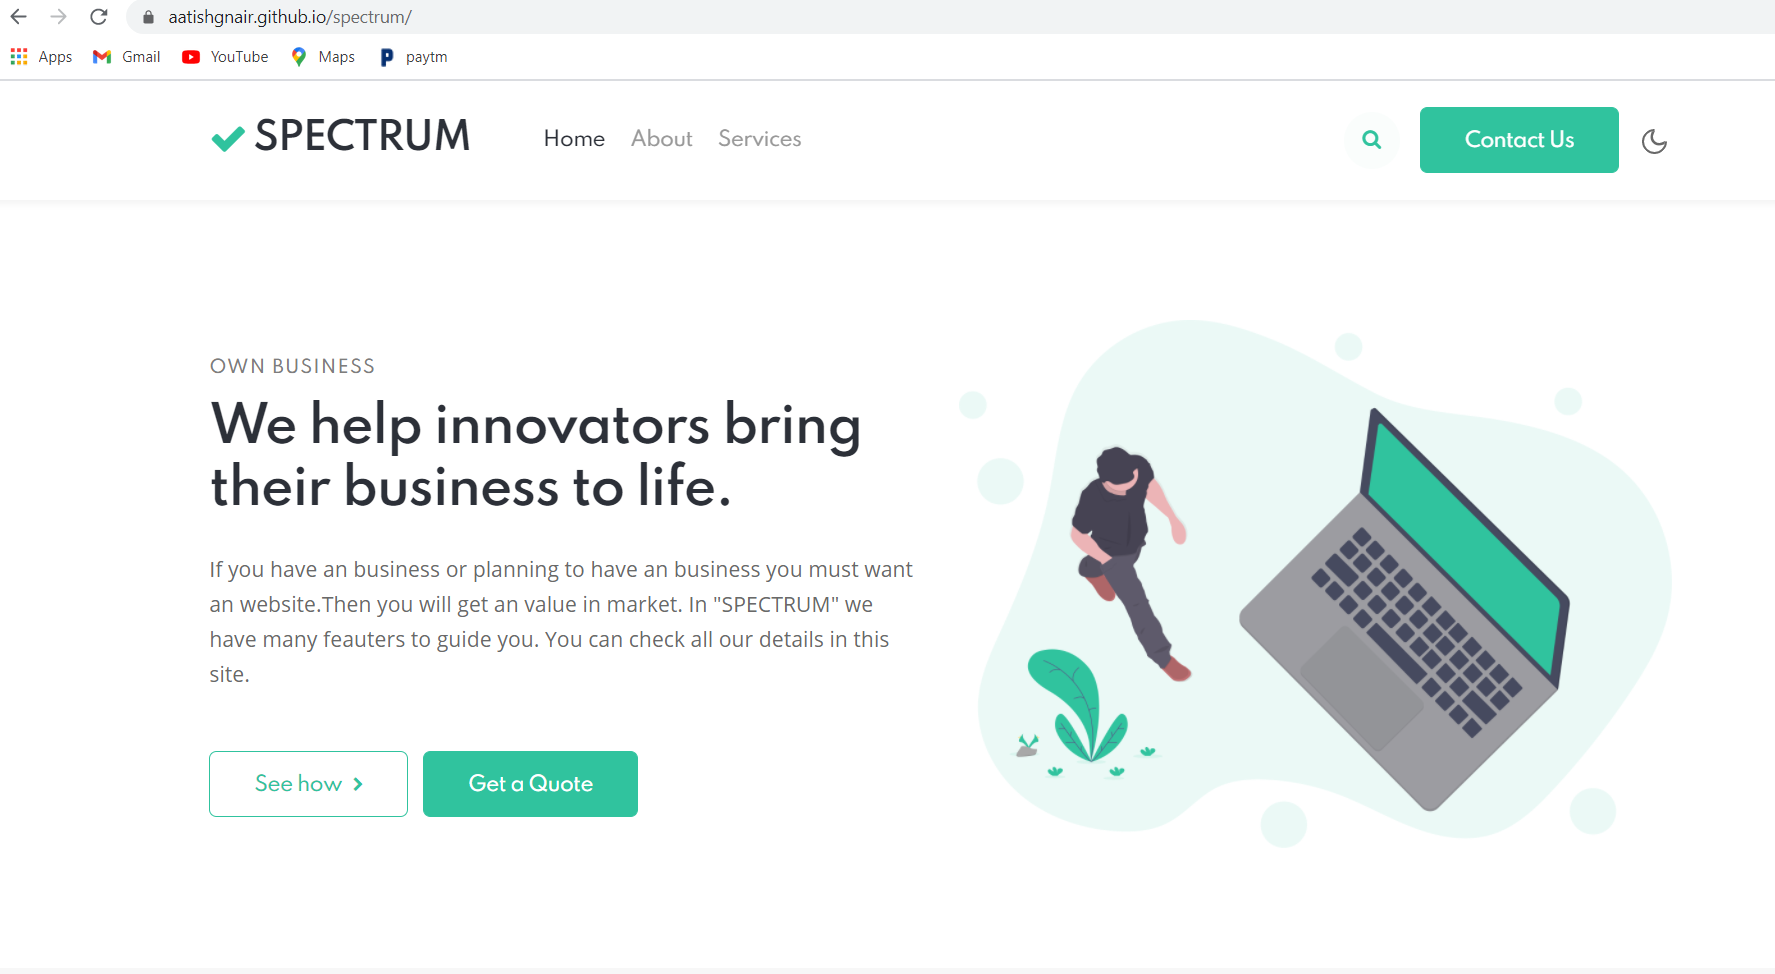 aatishgnair.github.io/spectrum/
Apps Gmail YouTube Maps paytm
SPECTRUM Home About Services Contact Us
OWN BUSINESS
We help innovators bring
their business to life.
If you have an business or planning to have an business you must want
an website.Then you will get an value in market. In "SPECTRUM" we
have many feauters to guide you. You can check all our details in this
site.
See how Get a Quote